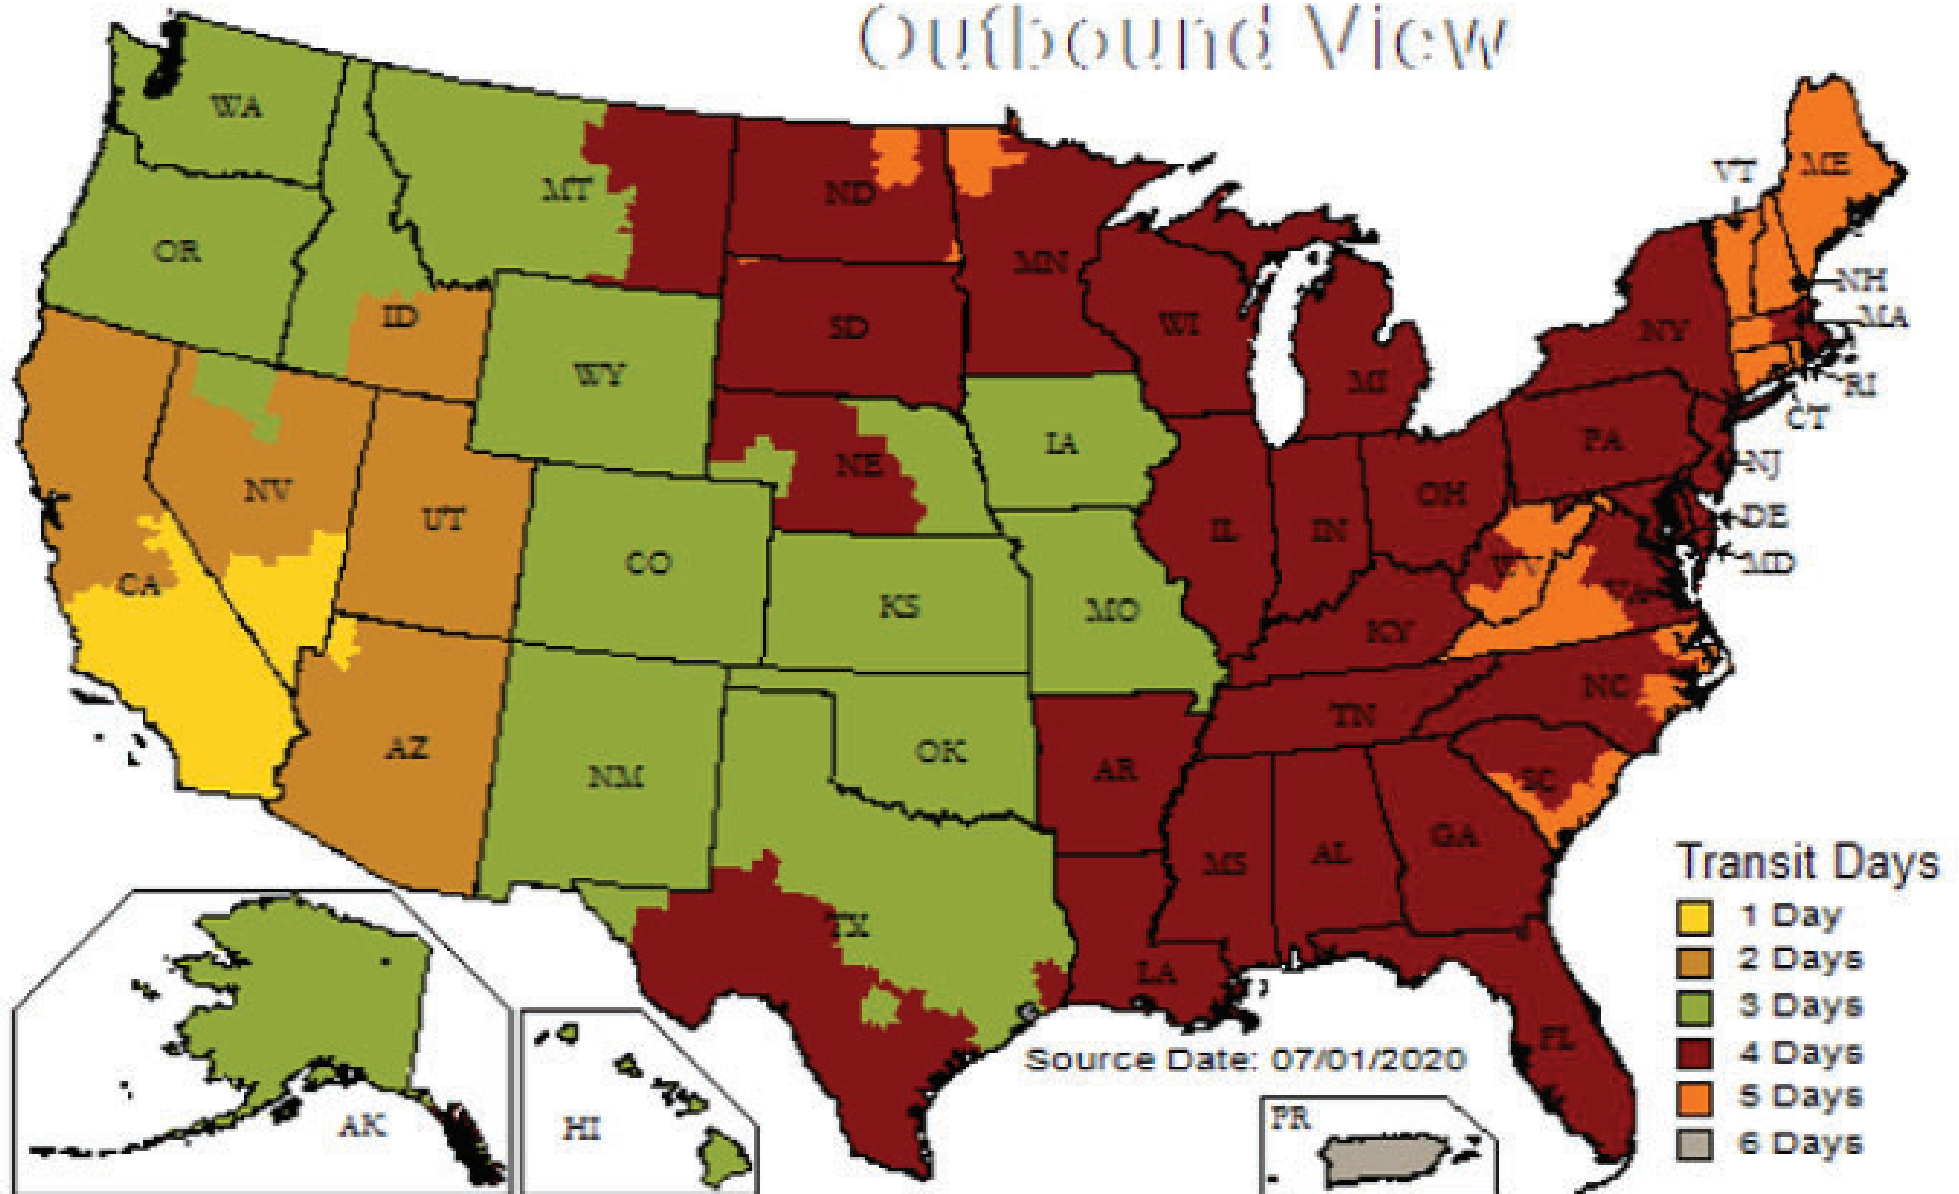 Outbound View
WA
VT
ME
MT
ND
OR
MN
NH
ID
MA
SD
WI
NY
WY
MI
RI
CT
IA
PA
NE
NJ
NV
OH
UT
IL
IN
DE
CO
MD
CA
WV
VA
KS
MO
KY
NC
TN
AZ
OK
NM
AR
SC
GA
MS
AL
Transit Days
1 Day
TX
2 Days
LA
3 Days
FL
4 Days
Source Date: 07/01/2020
5 Days
PR
AK
HI
6 Days